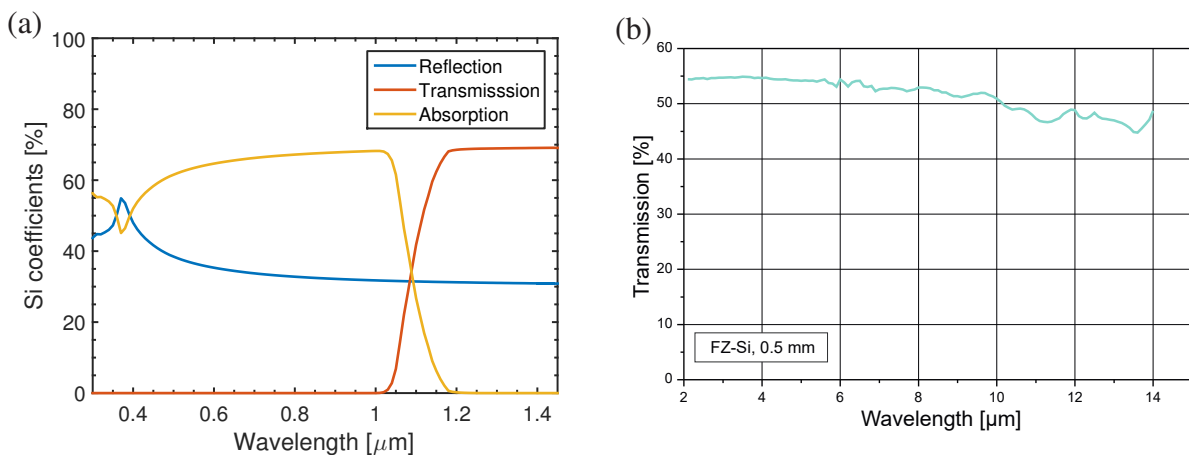 (a)
100
80
60
40
20
0
Si coefficients [%]
Reflection
Transmisssion
Absorption
0.4 0.6 0.8 1 1.2 1.4
Wavelength [μm]
(b)
60
50
40
30
20
10
0
Transmission [%]
FZ-Si, 0.5 mm
2 4 6 8 10 12 14
Wavelength [µm]